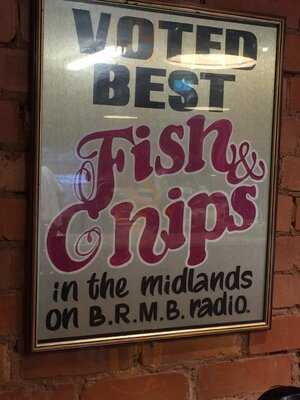 VOTED
BEST
Fish &
Chips
in the midlands
on B.R.M.B. radio.